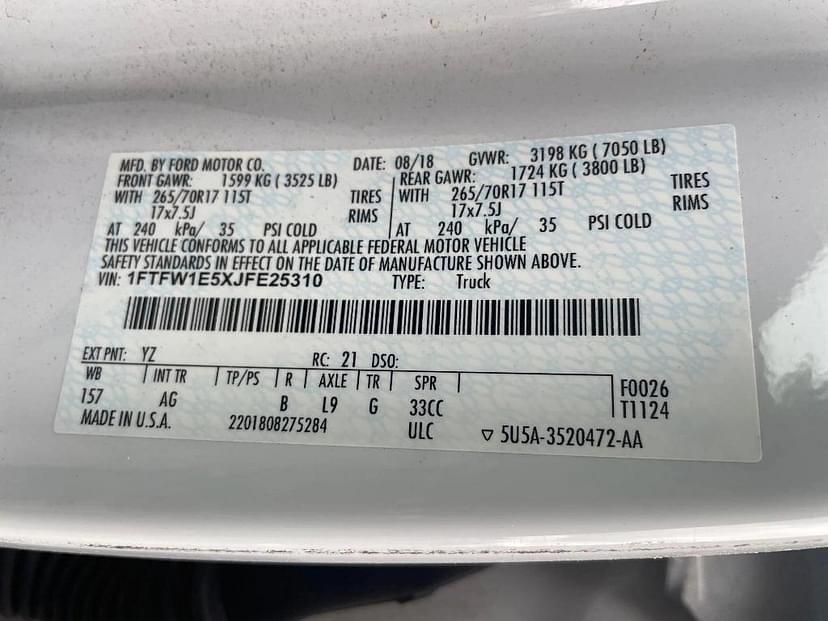 MFD. BY FORD MOTOR CO. DATE: 08/18 GVWR: 3198 KG ( 7050 LB)
FRONT GAWR: 1599 KG ( 3525 LB) REAR GAWR: 1724 KG ( 3800 LB)
WITH 265/70R17 115T TIRES WITH 265/70R17 115T TIRES
17x7.5J RIMS 17x7.5J RIMS
AT 240 kPa/ 35 PSI COLD AT 240 kPa/ 35 PSI COLD
THIS VEHICLE CONFORMS TO ALL APPLICABLE FEDERAL MOTOR VEHICLE
SAFETY STANDARDS IN EFFECT ON THE DATE OF MANUFACTURE SHOWN ABOVE.
VIN: 1FTFW1E5XJFE25310 TYPE: Truck
EXT PNT: YZ RC: 21 DSO:
WB INT TR TP/PS R AXLE TR SPR F0026
157 AG B L9 G 33CC T1124
MADE IN U.S.A. 2201808275284 ULC ▽ 5U5A-3520472-AA